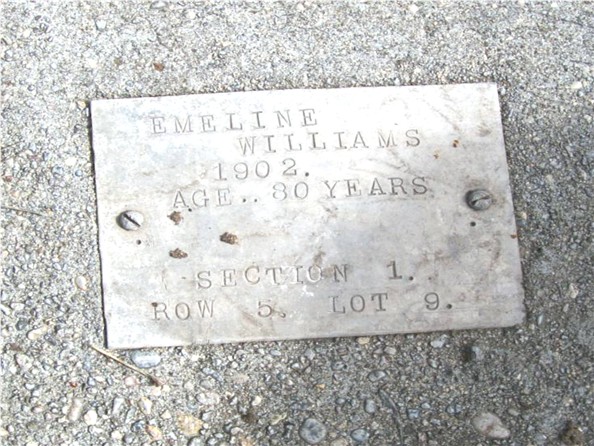 EMELINE
WILLIAMS
1902.
AGE.. 80 YEARS
SECTION 1.
ROW 5. LOT 9.